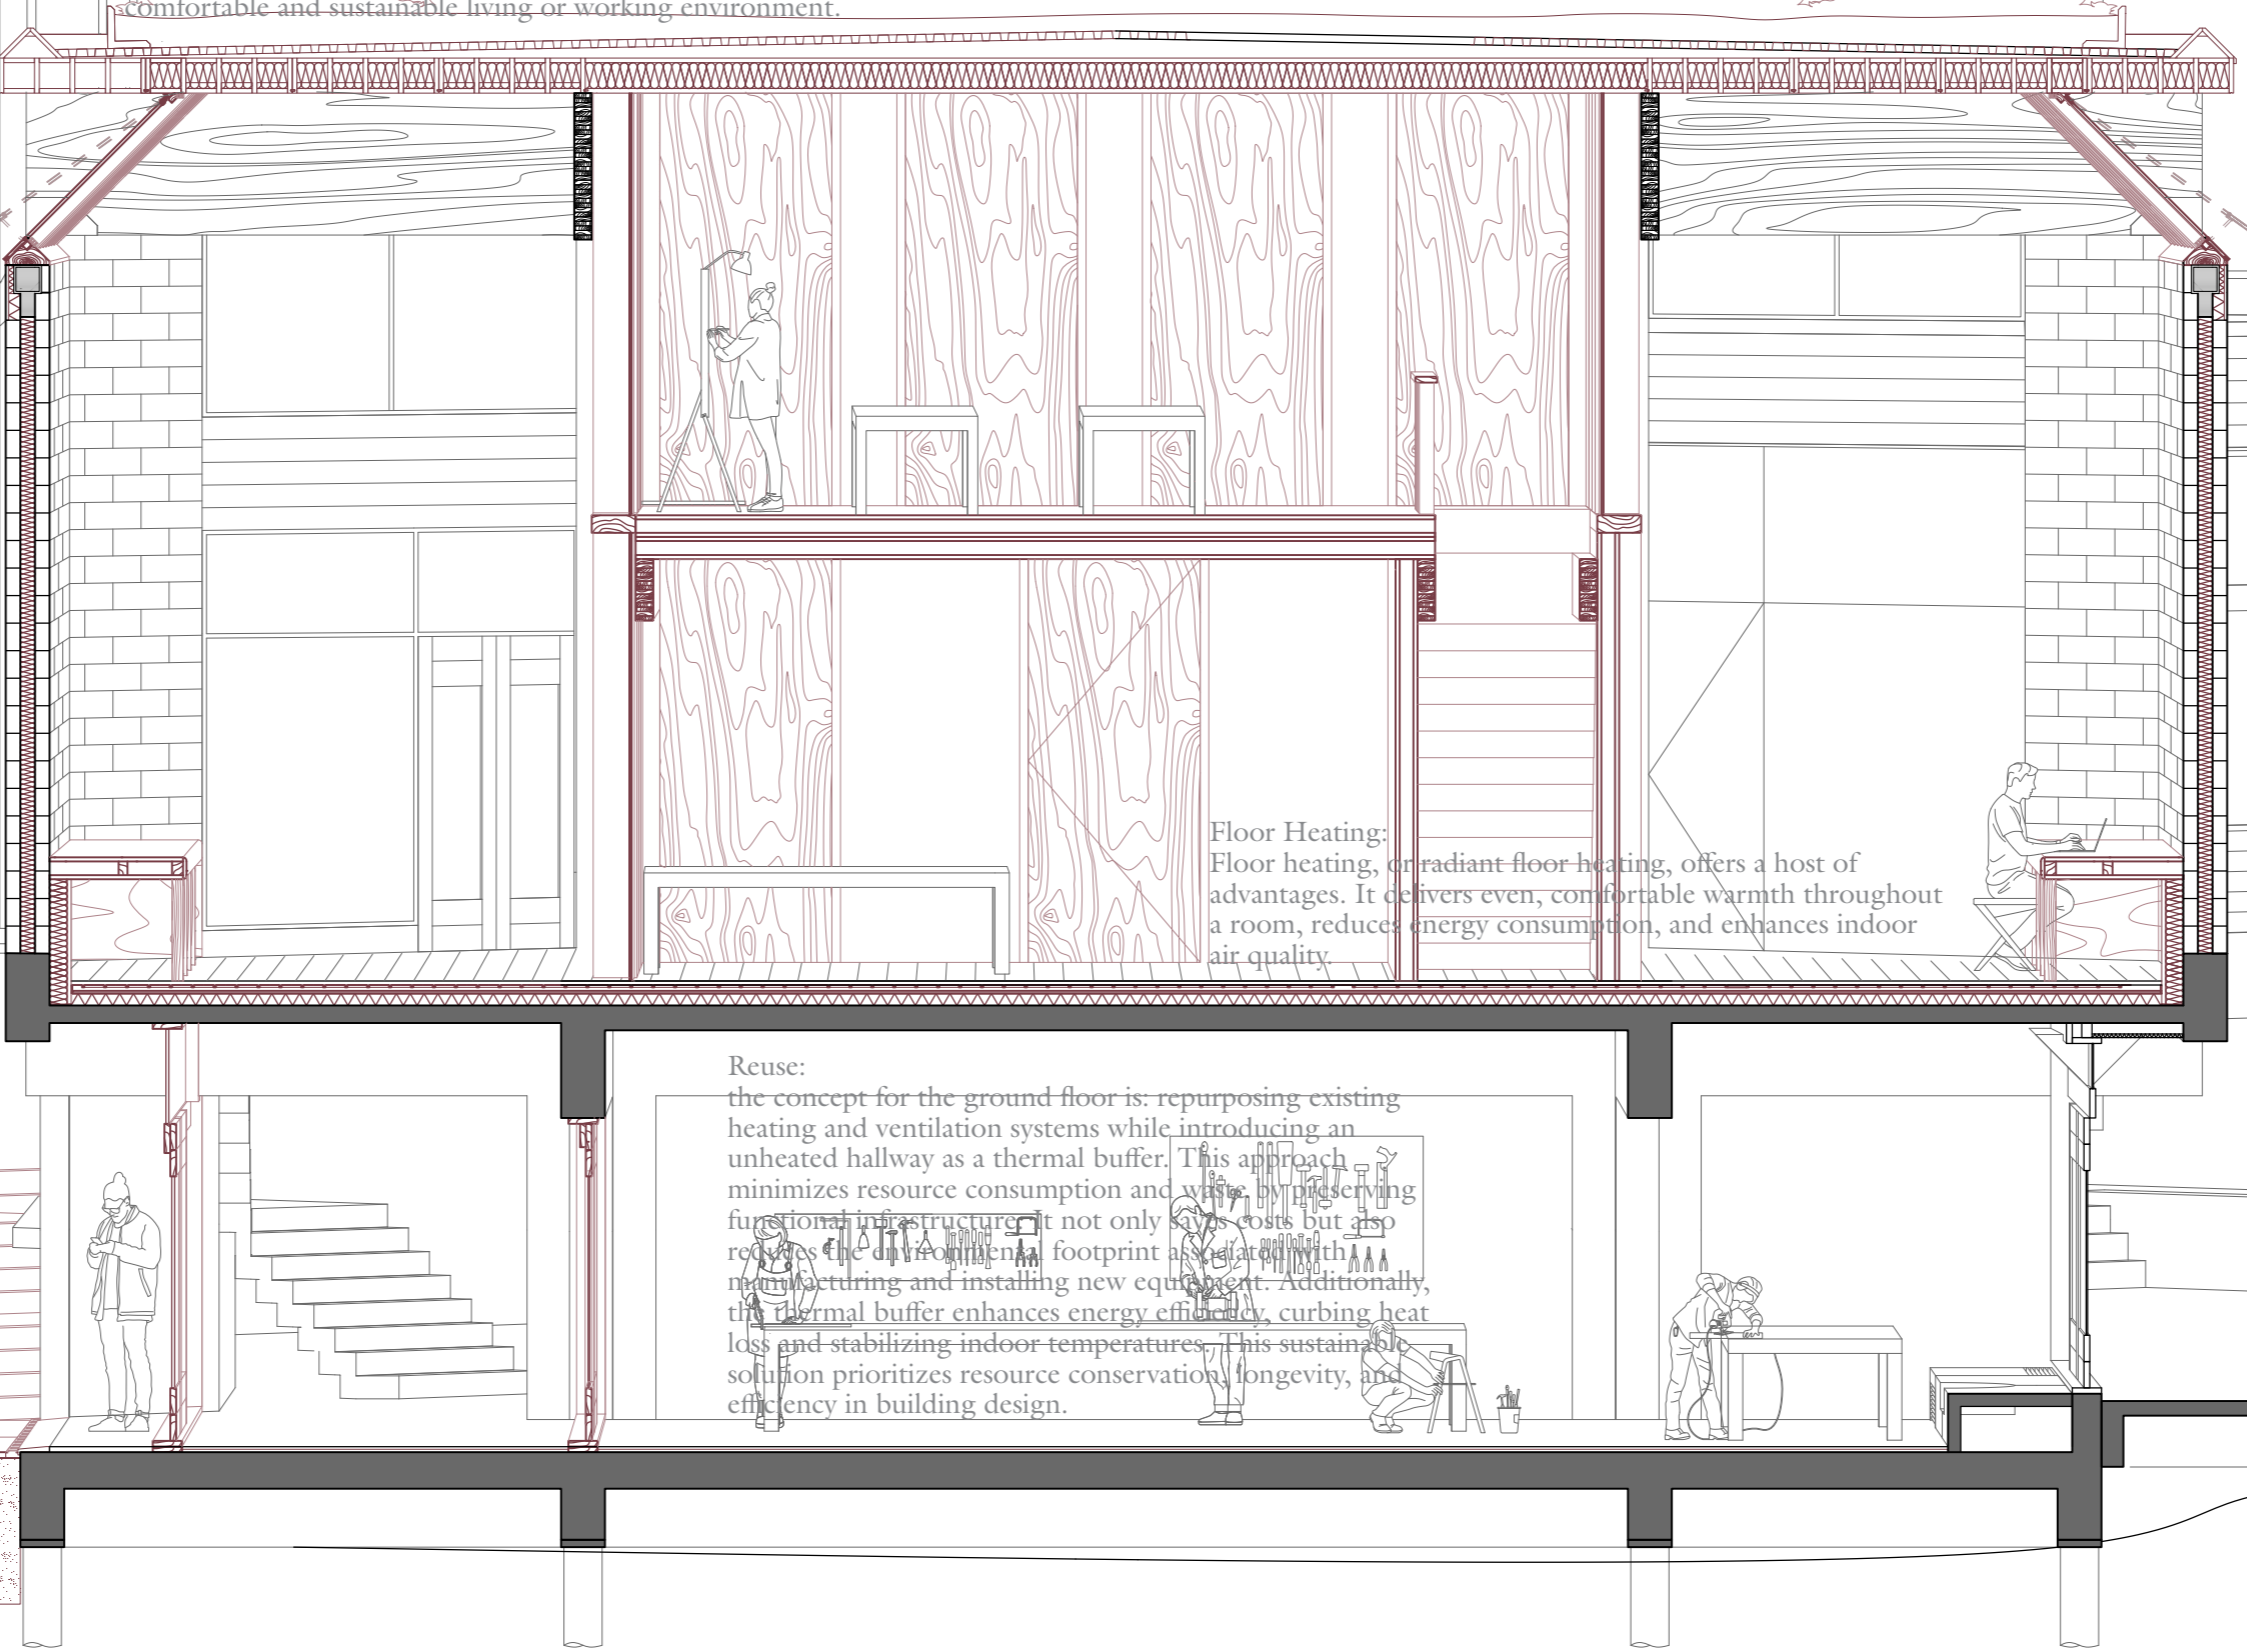 comfortable and sustainable living or working environment.
Floor Heating:
Floor heating, or radiant floor heating, offers a host of
advantages. It delivers even, comfortable warmth throughout
a room, reduces energy consumption, and enhances indoor
air quality.
Reuse:
the concept for the ground floor is: repurposing existing
heating and ventilation systems while introducing an
unheated hallway as a thermal buffer. This approach
minimizes resource consumption and waste by preserving
functional infrastructure. It not only saves costs but also
reduces the environmental footprint associated with
manufacturing and installing new equipment. Additionally,
the thermal buffer enhances energy efficiency, curbing heat
loss and stabilizing indoor temperatures. This sustainable
solution prioritizes resource conservation, longevity, and
efficiency in building design.